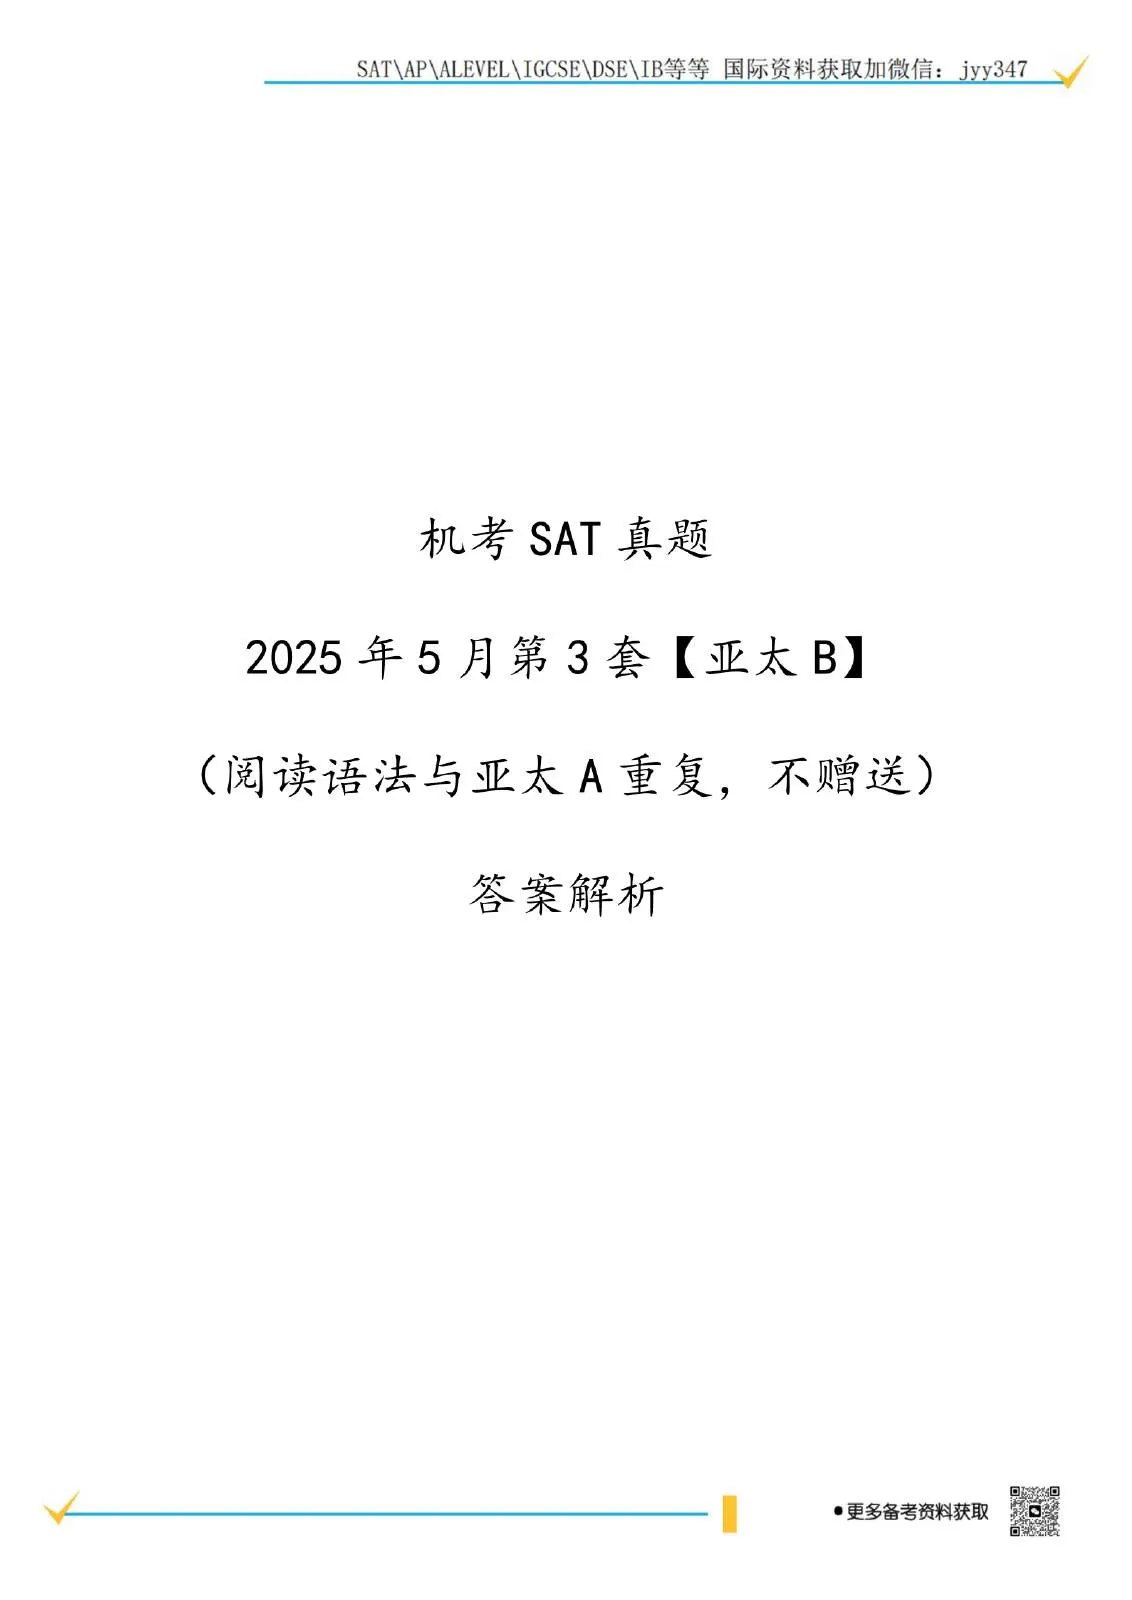 SAT\AP\ALEVEL\IGCSE\DSE\IB等等 国际资料获取加微信：jyy347
机考 SAT 真题
2025 年 5 月第 3 套【亚太 B】
（阅读语法与亚太 A 重复，不赠送）
答案解析
•更多备考资料获取